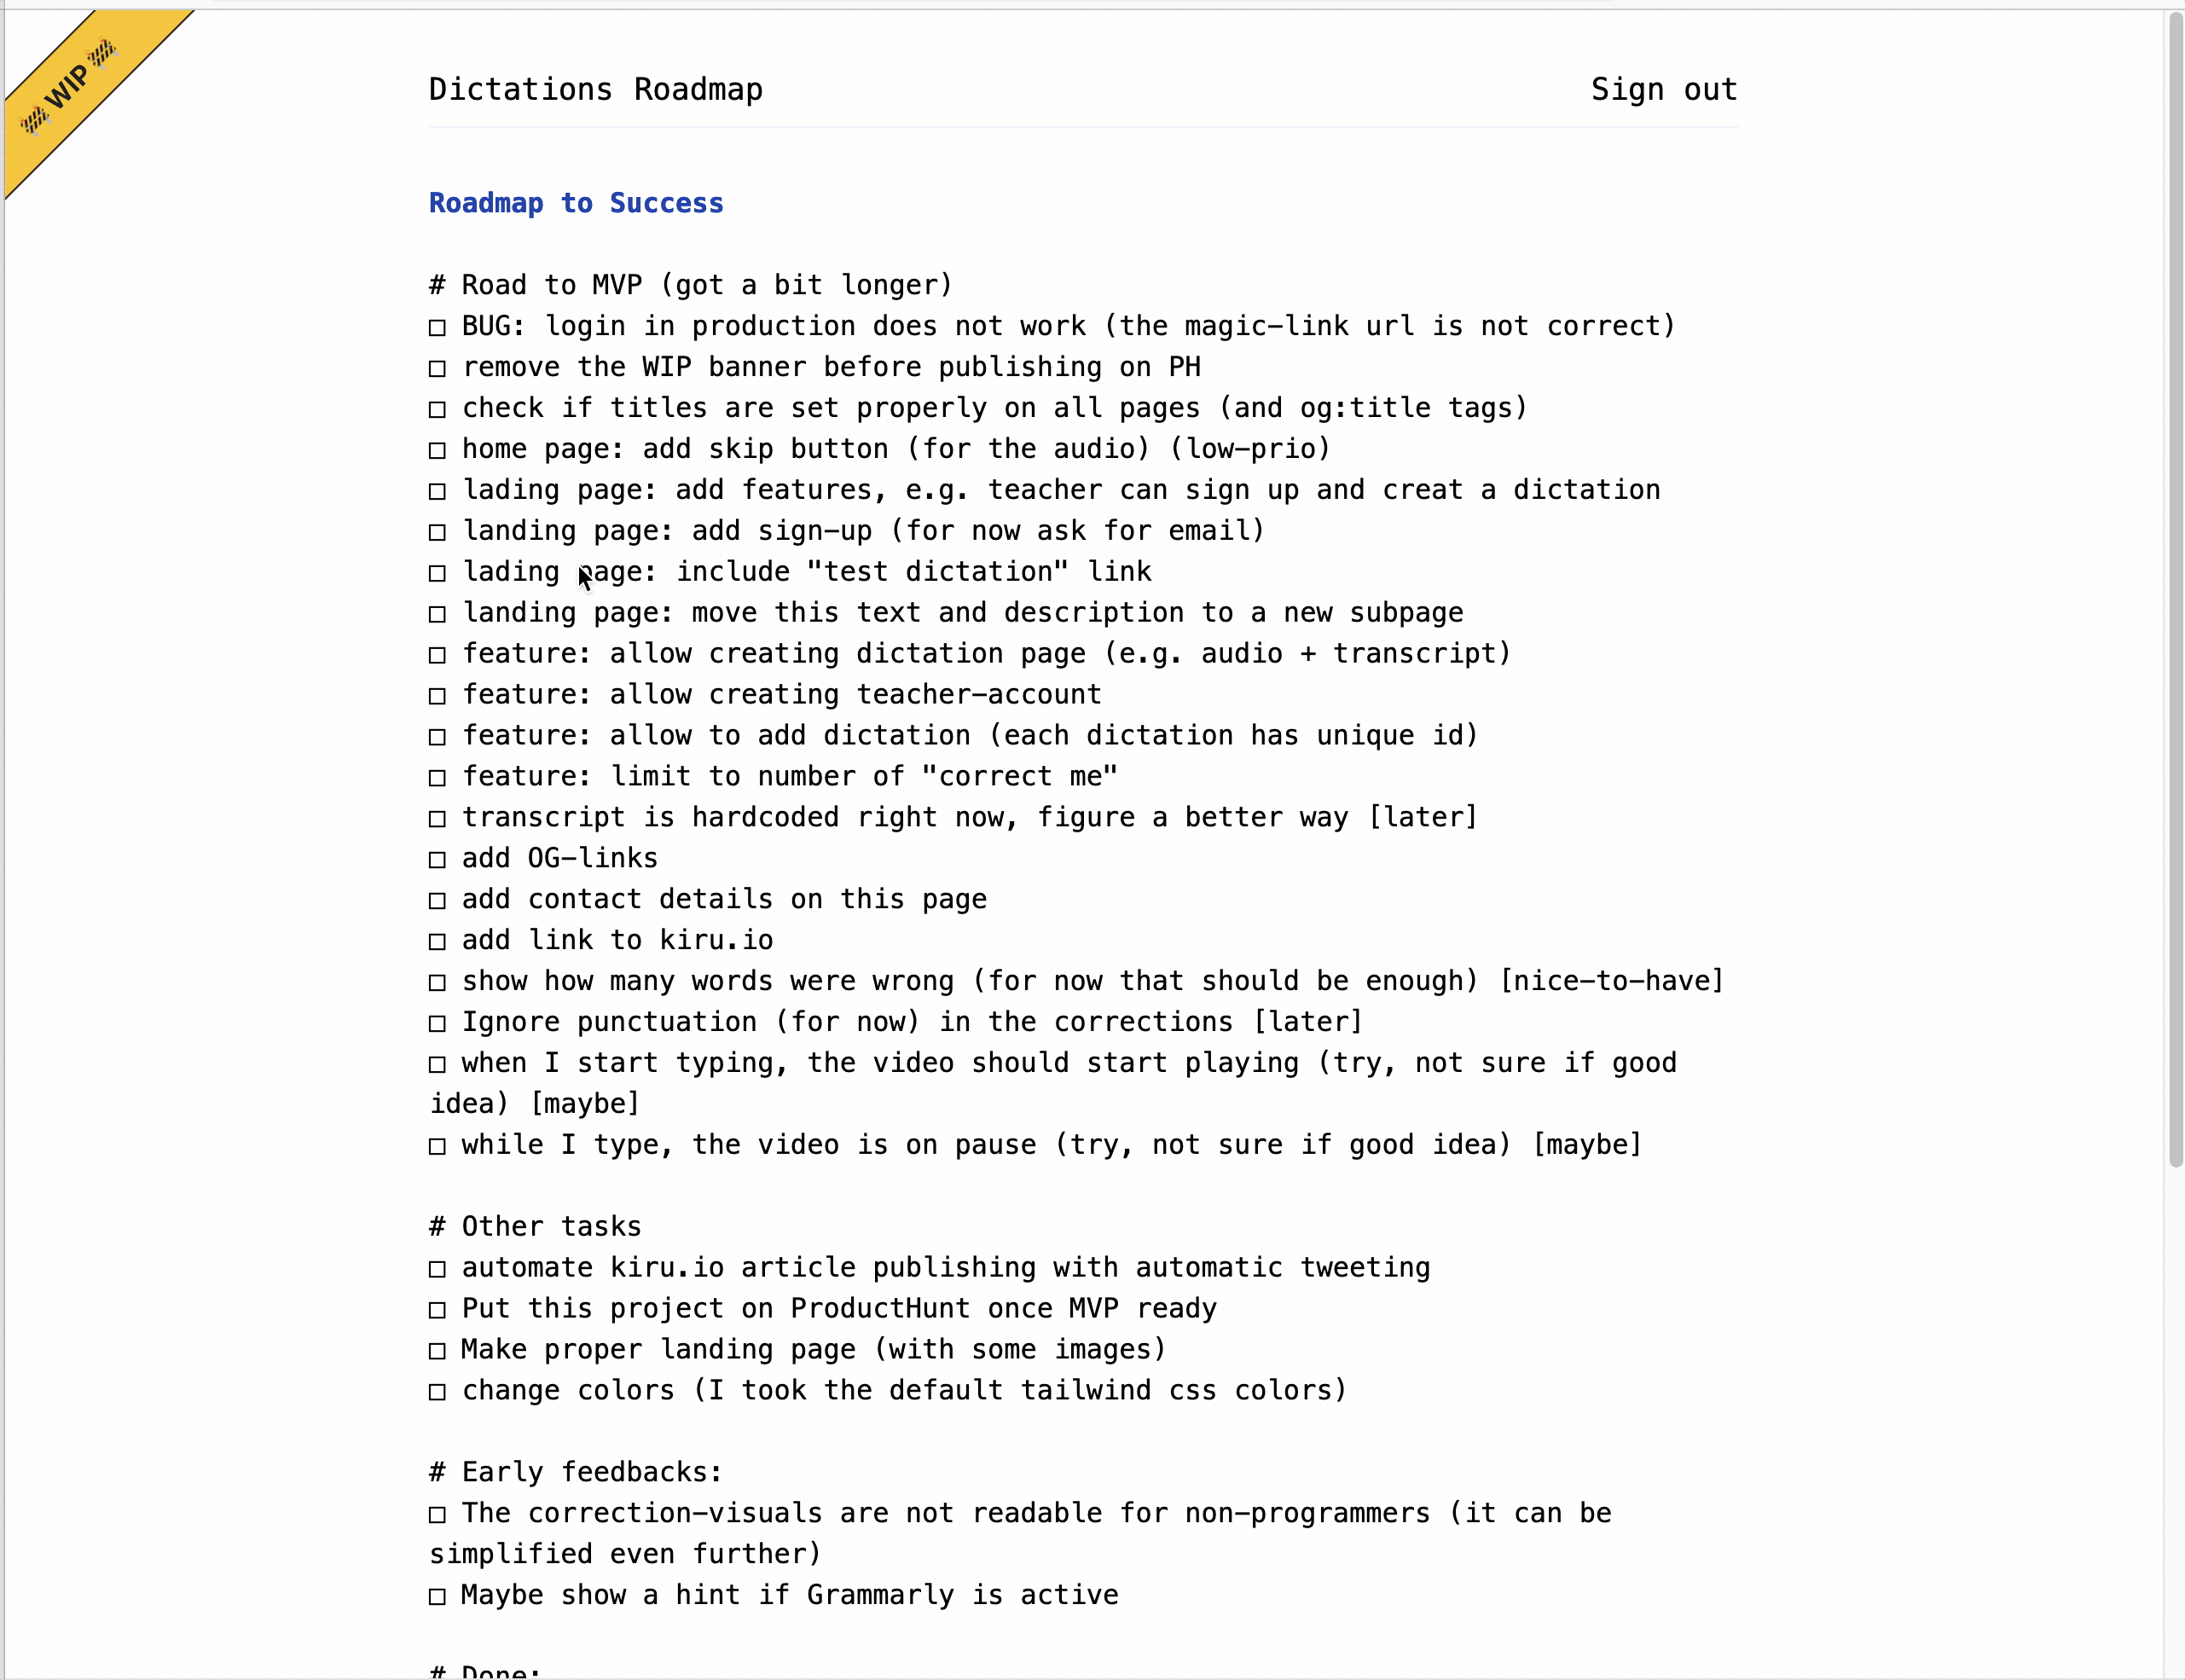 WIP
Dictations Roadmap Sign out
Roadmap to Success
# Road to MVP (got a bit longer)
□ BUG: login in production does not work (the magic-link url is not correct)
□ remove the WIP banner before publishing on PH
□ check if titles are set properly on all pages (and og:title tags)
□ home page: add skip button (for the audio) (low-prio)
□ lading page: add features, e.g. teacher can sign up and creat a dictation
□ landing page: add sign-up (for now ask for email)
□ lading page: include "test dictation" link
□ landing page: move this text and description to a new subpage
□ feature: allow creating dictation page (e.g. audio + transcript)
□ feature: allow creating teacher-account
□ feature: allow to add dictation (each dictation has unique id)
□ feature: limit to number of "correct me"
□ transcript is hardcoded right now, figure a better way [later]
□ add OG-links
□ add contact details on this page
□ add link to kiru.io
□ show how many words were wrong (for now that should be enough) [nice-to-have]
□ Ignore punctuation (for now) in the corrections [later]
□ when I start typing, the video should start playing (try, not sure if good
idea) [maybe]
□ while I type, the video is on pause (try, not sure if good idea) [maybe]
# Other tasks
□ automate kiru.io article publishing with automatic tweeting
□ Put this project on ProductHunt once MVP ready
□ Make proper landing page (with some images)
□ change colors (I took the default tailwind css colors)
# Early feedbacks:
□ The correction-visuals are not readable for non-programmers (it can be
simplified even further)
□ Maybe show a hint if Grammarly is active
# Done: